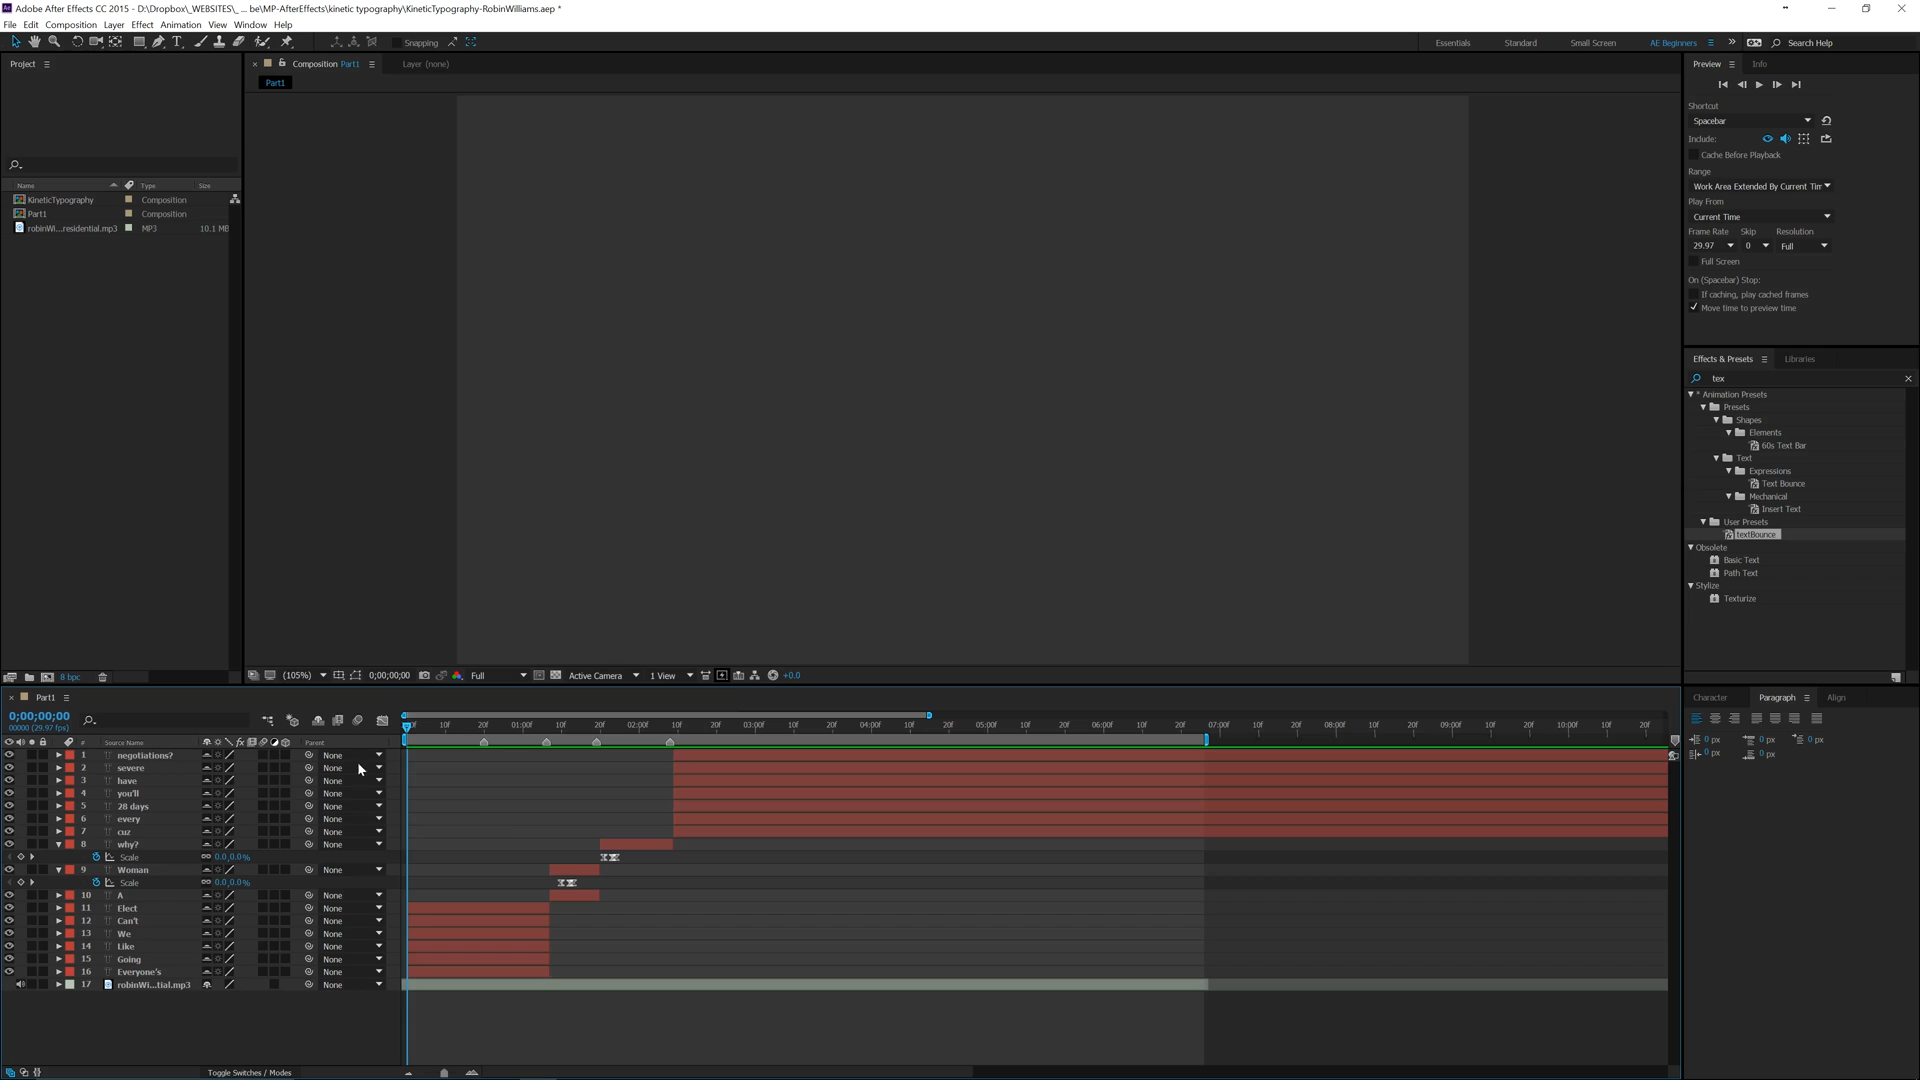 Adobe After Effects CC 2015 - D:\Dropbox\_WEBSITES\_ ... be\MP-AfterEffects\kinetic typography\KineticTypography-RobinWilliams.aep *
File Edit Composition Layer Effect Animation View Window Help
Snapping
Essentials Standard Small Screen AE Beginners Search Help
Project
Composition Part1 Layer (none)
Part1
Name Type Size
KineticTypography Composition
Part1 Composition
robinWi...residential.mp3 MP3 10.1 MB
8 bpc
(105%) 0;00;00;00 Full Active Camera 1 View +0.0
Preview Info
Shortcut
Spacebar
Include:
Cache Before Playback
Range
Work Area Extended By Current Tim
Play From
Current Time
Frame Rate Skip Resolution
29.97 0 Full
Full Screen
On (Spacebar) Stop:
If caching, play cached frames
Move time to preview time
Effects & Presets Libraries
tex
* Animation Presets
Presets
Shapes
Elements
60s Text Bar
Text
Expressions
Text Bounce
Mechanical
Insert Text
User Presets
textBounce
Obsolete
Basic Text
Path Text
Stylize
Texturize
Character Paragraph Align
0 px 0 px 0 px
0 px 0 px
Part1
0;00;00;00
00000 (29.97 fps)
10f 20f 01:00f 10f 20f 02:00f 10f 20f 03:00f 10f 20f 04:00f 10f 20f 05:00f 10f 20f 06:00f 10f 20f 07:00f 10f 20f 08:00f 10f 20f 09:00f 10f 20f 10:00f 10f 20f
# Source Name Parent
1 negotiations? None
2 severe None
3 have None
4 you'll None
5 28 days None
6 every None
7 cuz None
8 why? None
Scale 0.0,0.0%
9 Woman None
Scale 0.0,0.0%
10 A None
11 Elect None
12 Can't None
13 We None
14 Like None
15 Going None
16 Everyone's None
17 robinWi...tial.mp3 None
Toggle Switches / Modes